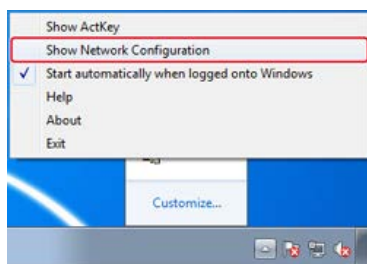 Show ActKey
Show Network Configuration
Start automatically when logged onto Windows
Help
About
Exit
Customize...